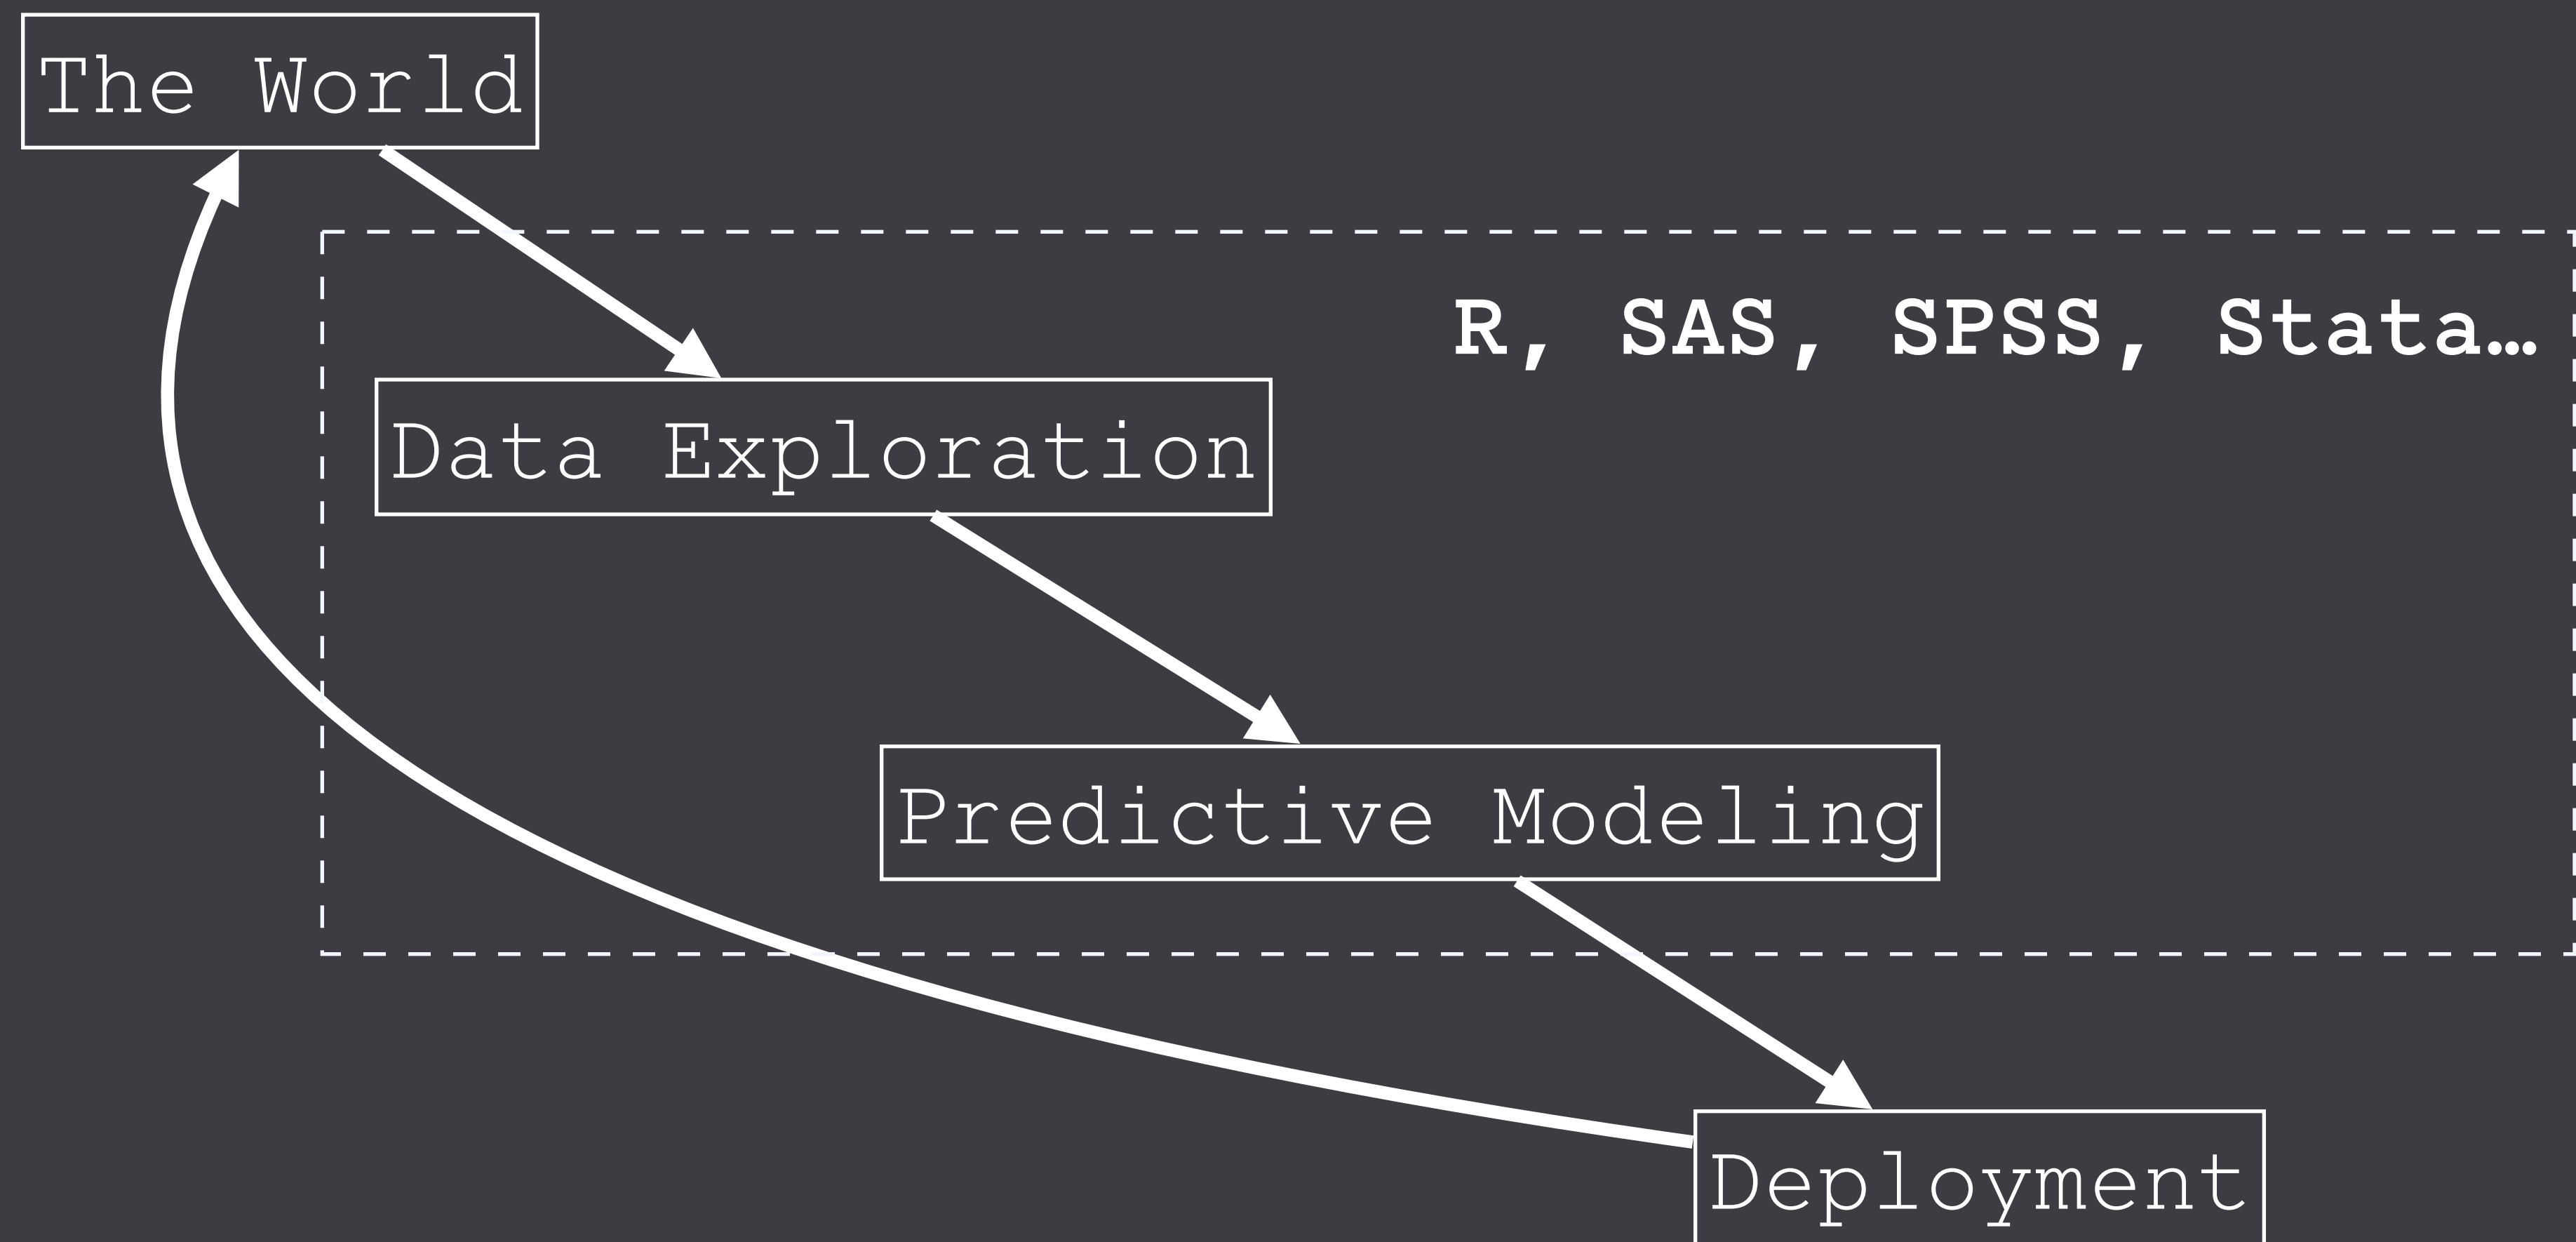 The World
R, SAS, SPSS, Stata…
Data Exploration
Predictive Modeling
Deployment